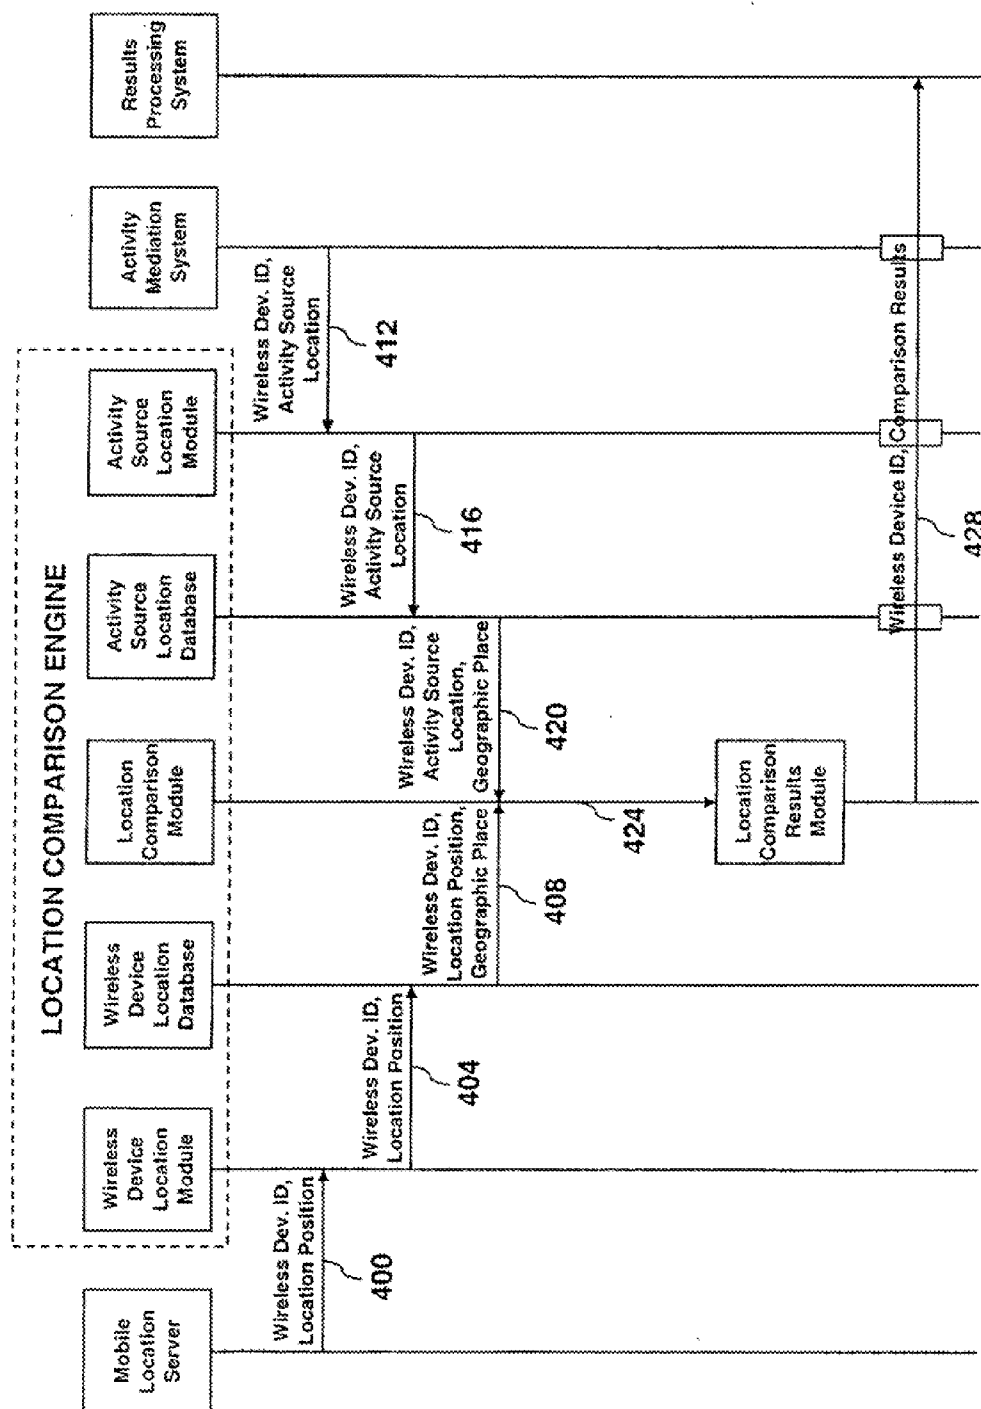 LOCATION COMPARISON ENGINE
Mobile
Location
Server
Wireless
Device
Location
Module
Wireless
Device
Location
Database
Location
Comparison
Module
Activity
Source
Location
Database
Activity
Source
Location
Module
Activity
Mediation
System
Results
Processing
System
Wireless Dev. ID,
Location Position
400
Wireless Dev. ID,
Activity Source
Location
412
Wireless Dev. ID,
Location Position
404
Wireless Dev. ID,
Activity Source
Location
416
Wireless Dev. ID,
Location Position,
Geographic Place
408
Wireless Dev. ID,
Activity Source
Location,
Geographic Place
420
424
Location
Comparison
Results
Module
Wireless Device ID, Comparison Results
428